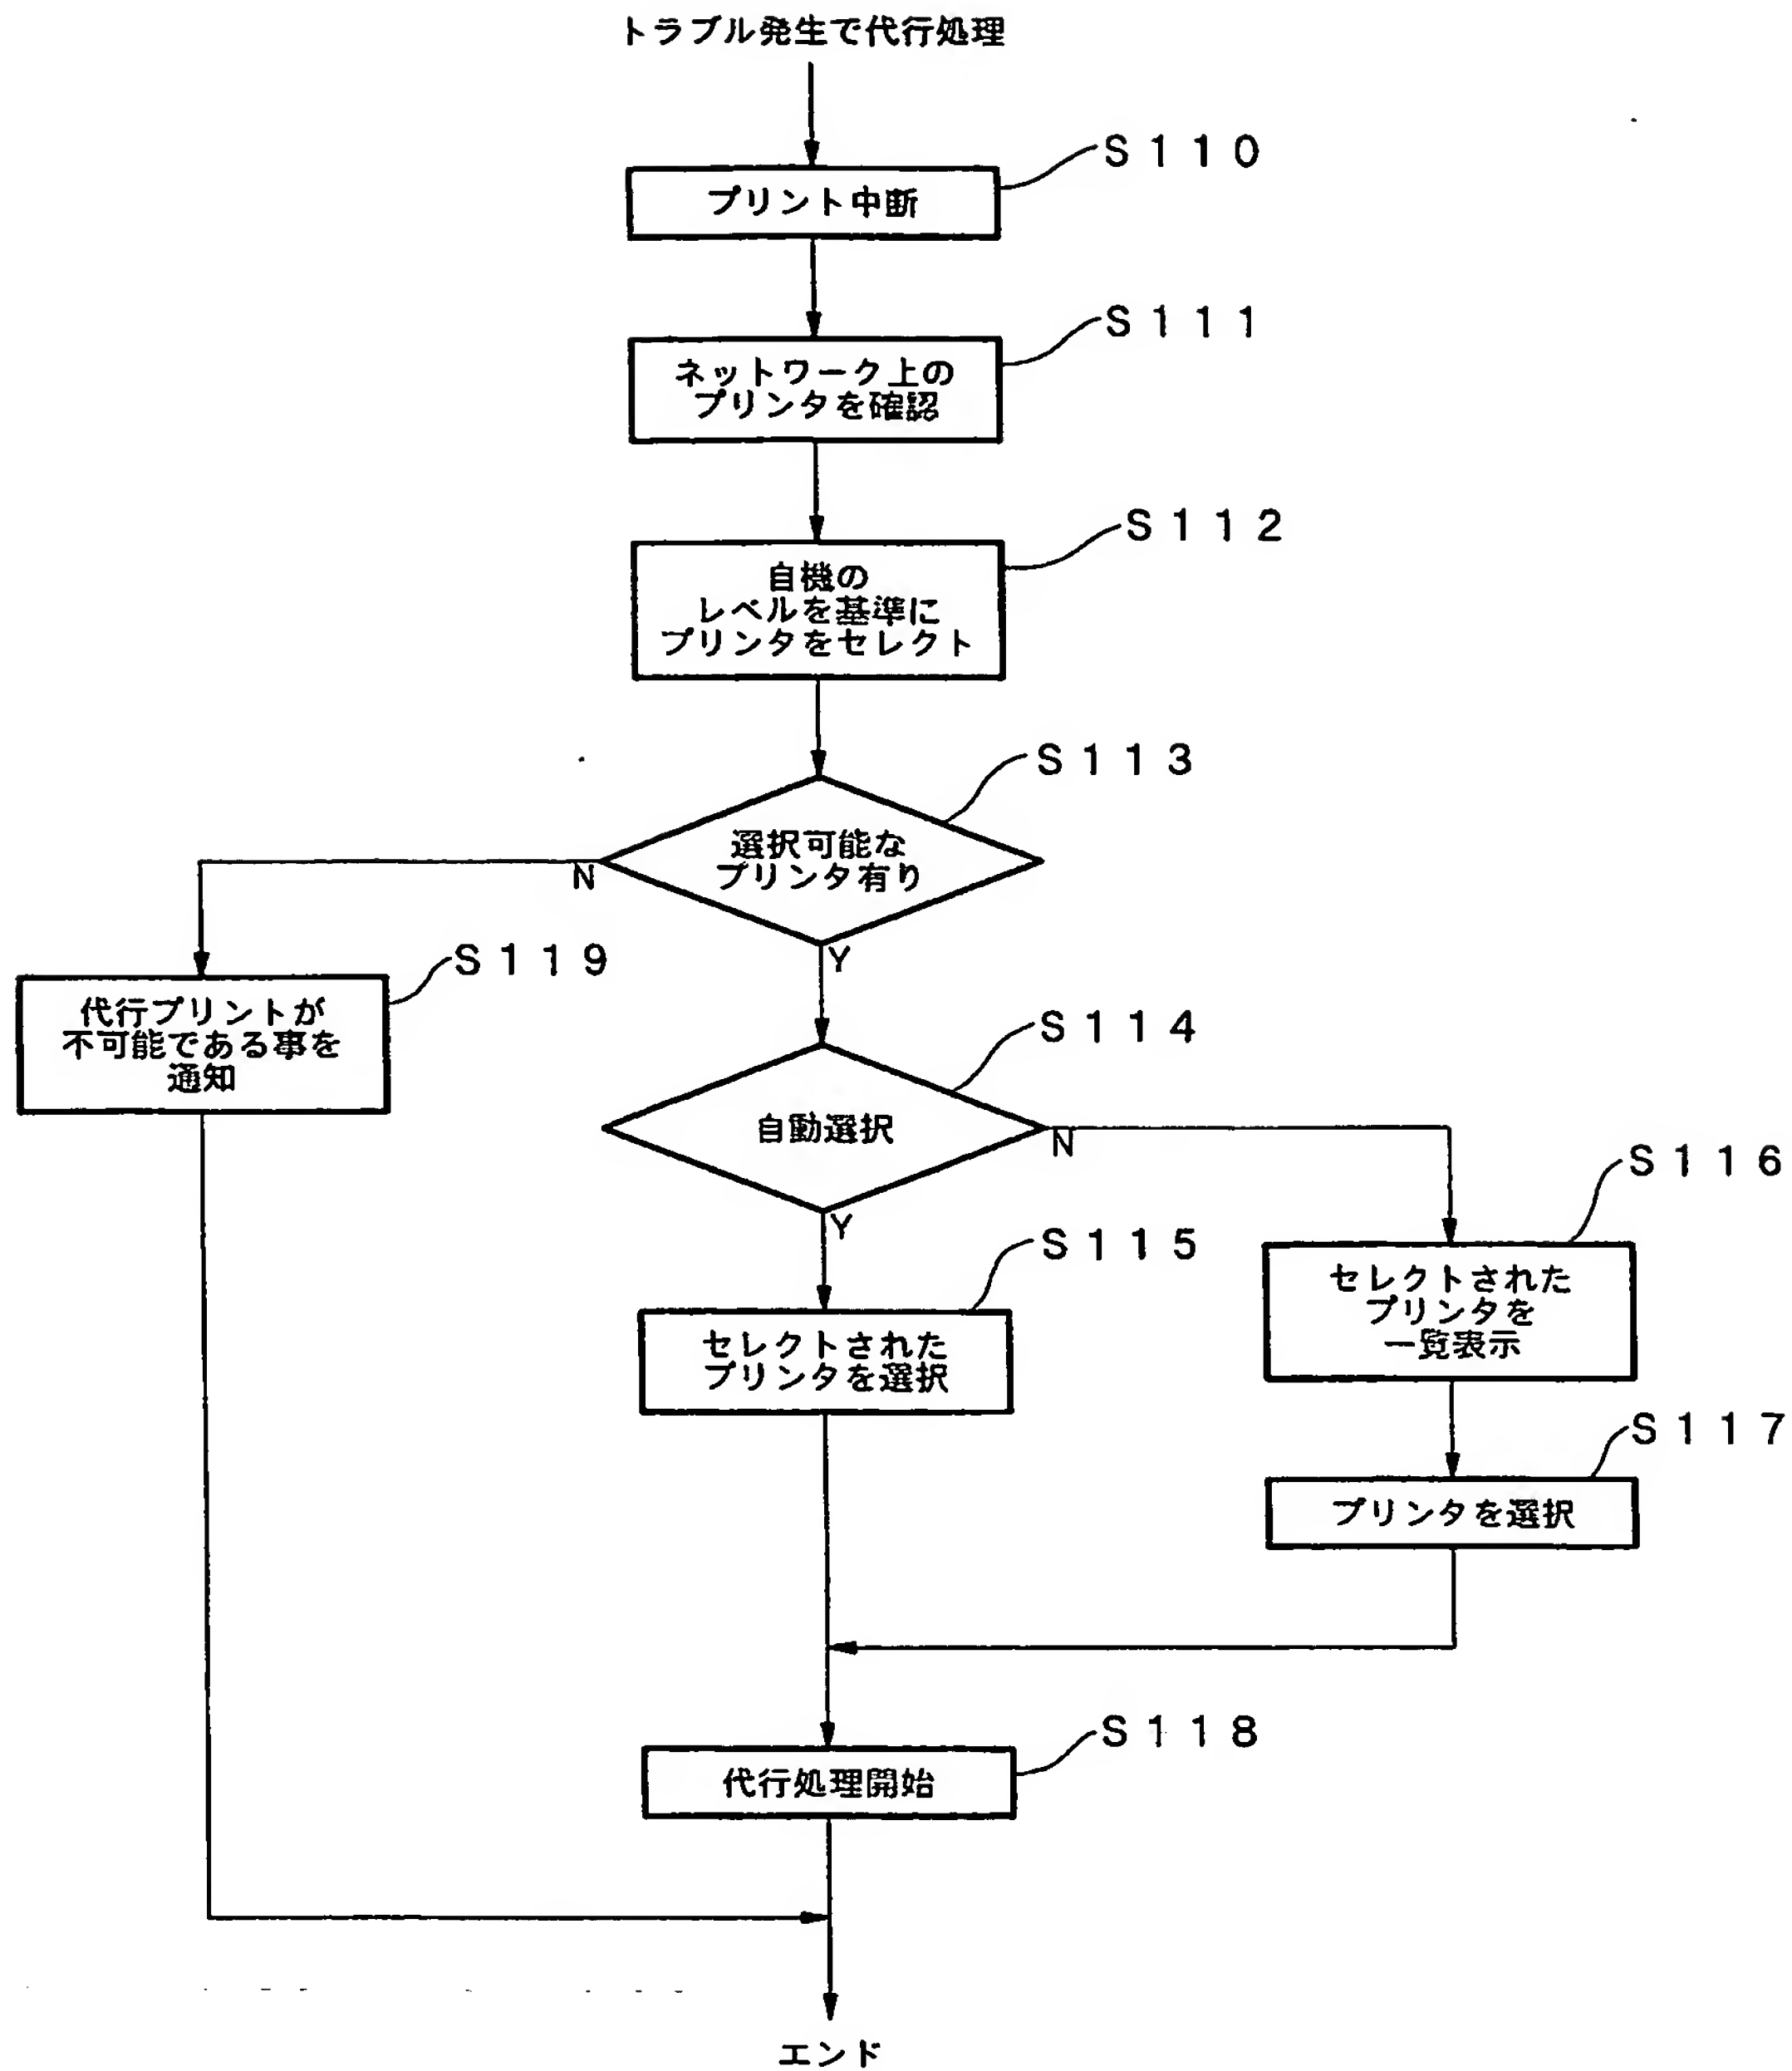 トラブル発生で代行処理
S110
プリント中断
S111
ネットワーク上の
プリンタを確認
S112
自機の
レベルを基準に
プリンタをセレクト
S113
選択可能な
プリンタ有り
N
Y
S119
代行プリントが
不可能である事を
通知
S114
自動選択
N
Y
S115
セレクトされた
プリンタを選択
S116
セレクトされた
プリンタを
一覧表示
S117
プリンタを選択
S118
代行処理開始
エンド